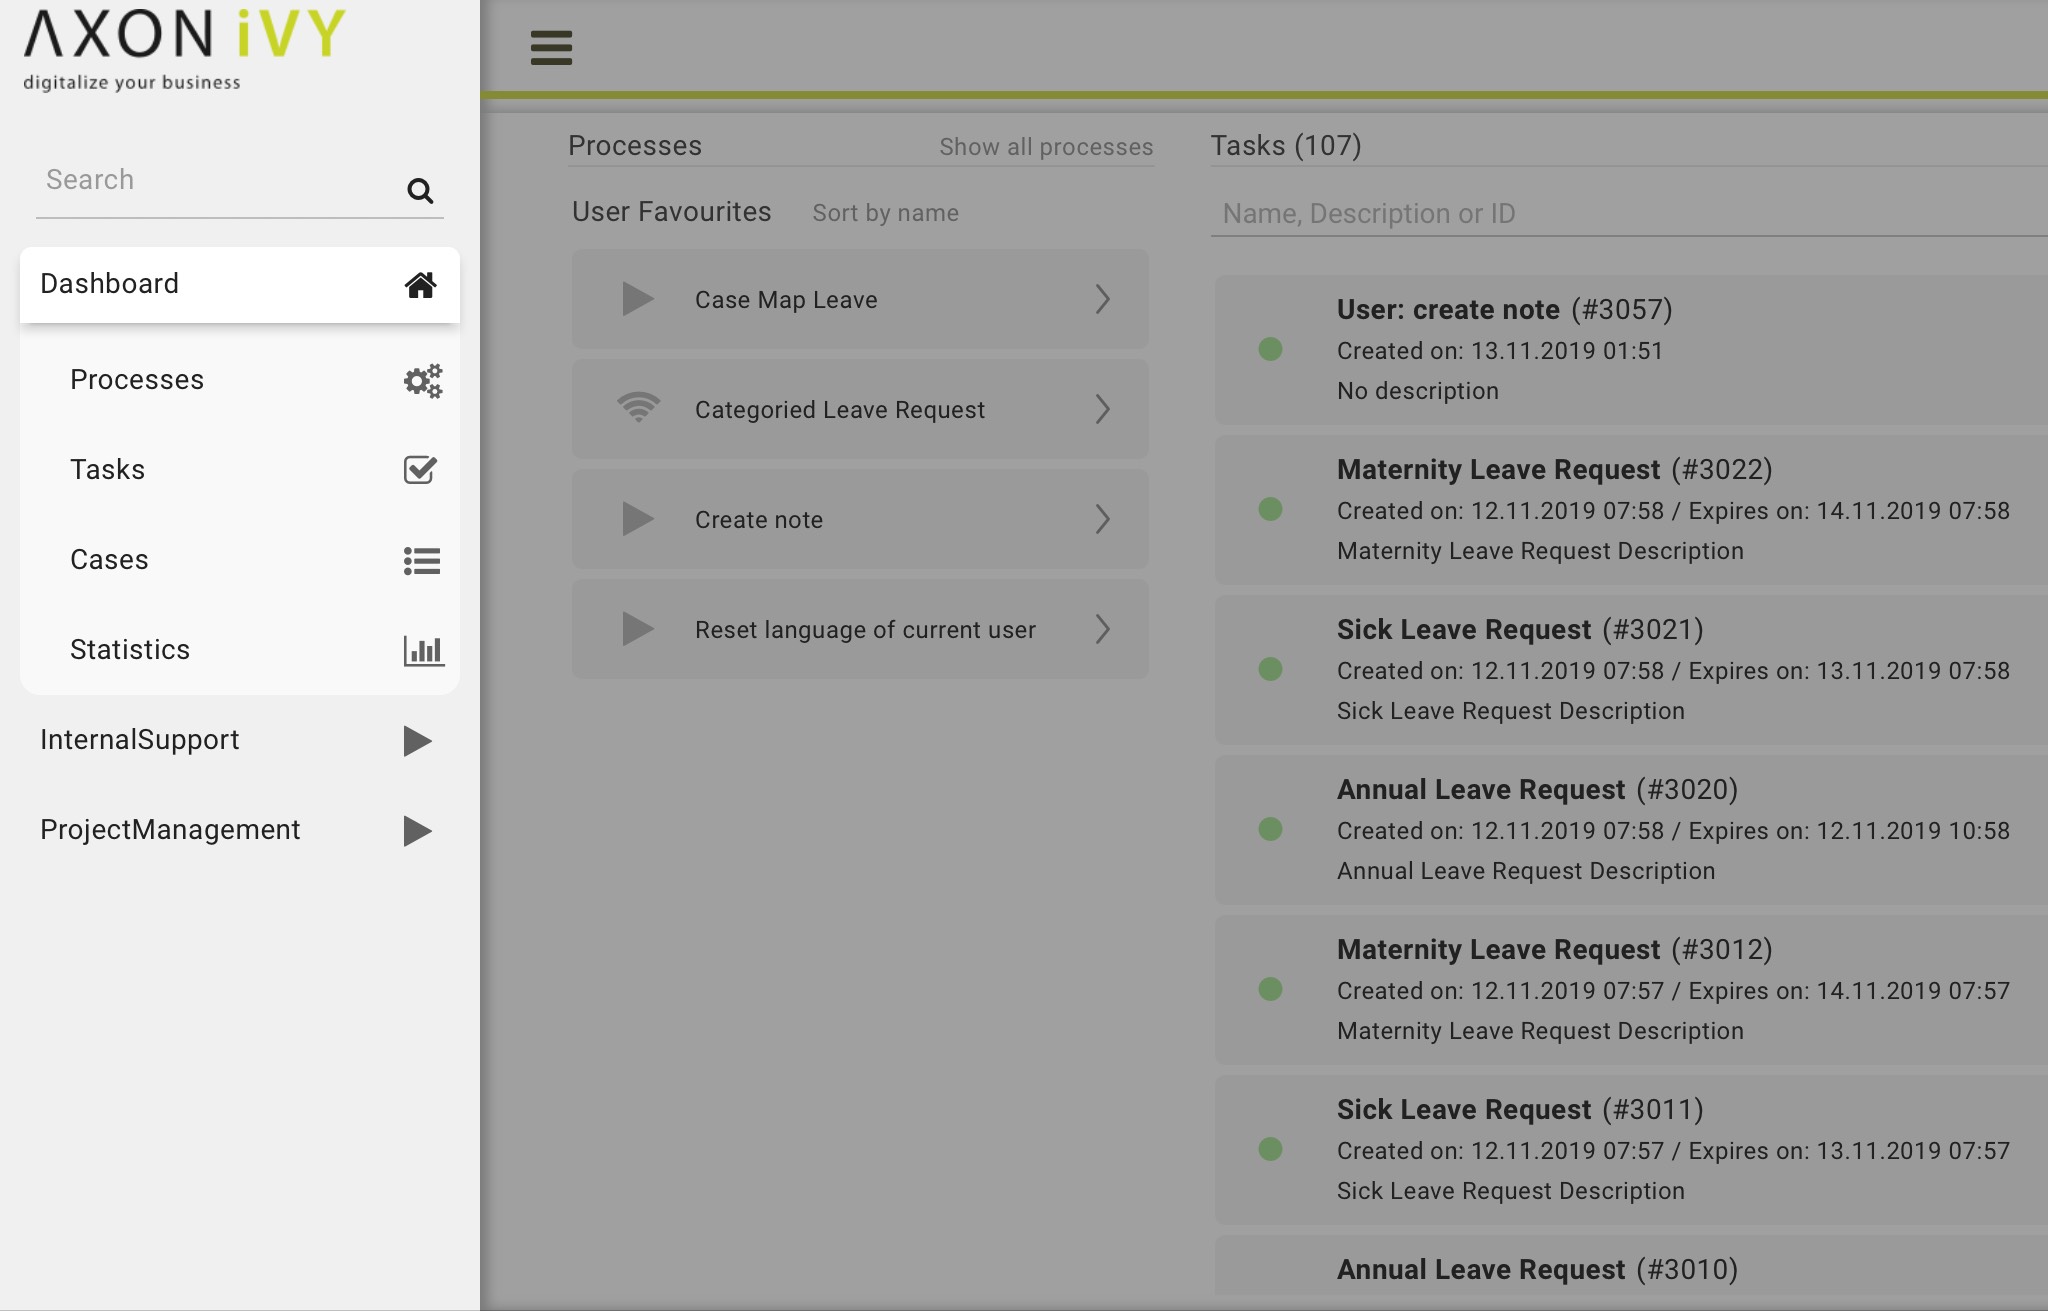 AXON iVY
digitalize your business
Search
Dashboard
Processes
Tasks
Cases
Statistics
InternalSupport
ProjectManagement
Processes
Show all processes
User Favourites
Sort by name
Case Map Leave
Categoried Leave Request
Create note
Reset language of current user
Tasks (107)
Name, Description or ID
User: create note (#3057)
Created on: 13.11.2019 01:51
No description
Maternity Leave Request (#3022)
Created on: 12.11.2019 07:58 / Expires on: 14.11.2019 07:58
Maternity Leave Request Description
Sick Leave Request (#3021)
Created on: 12.11.2019 07:58 / Expires on: 13.11.2019 07:58
Sick Leave Request Description
Annual Leave Request (#3020)
Created on: 12.11.2019 07:58 / Expires on: 12.11.2019 10:58
Annual Leave Request Description
Maternity Leave Request (#3012)
Created on: 12.11.2019 07:57 / Expires on: 14.11.2019 07:57
Maternity Leave Request Description
Sick Leave Request (#3011)
Created on: 12.11.2019 07:57 / Expires on: 13.11.2019 07:57
Sick Leave Request Description
Annual Leave Request (#3010)